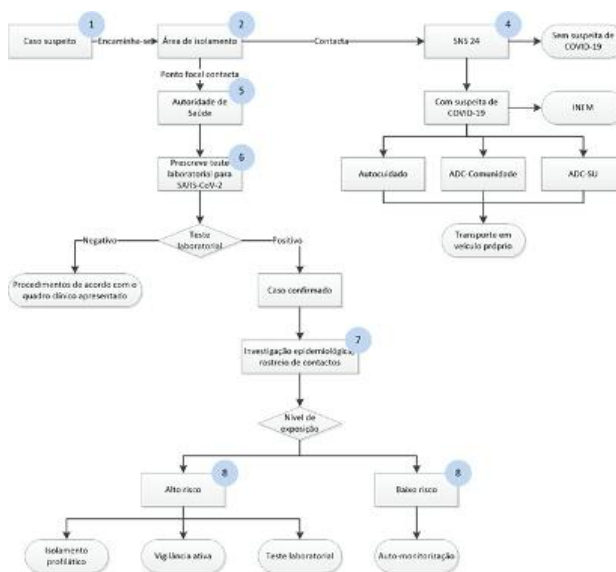 1
2
4
Caso suspeito
Encaminha-se
Área de isolamento
Contacta
SNS 24
Sem suspeita de
COVID-19
Ponto focal contacta
5
Autoridade de
Saúde
Com suspeita de
COVID-19
INEM
6
Prescreve teste
laboratorial para
SARS-CoV-2
Autocuidado
ADC-Comunidade
ADC-SU
Negativo
Teste
laboratorial
Positivo
Transporte em
veículo próprio
Procedimentos de acordo com o
quadro clínico apresentado
Caso confirmado
7
Investigação epidemiológica,
rastreio de contactos
Nível de
exposição
8
8
Alto risco
Baixo risco
Isolamento
profilático
Vigilância ativa
Teste laboratorial
Auto-monitorização